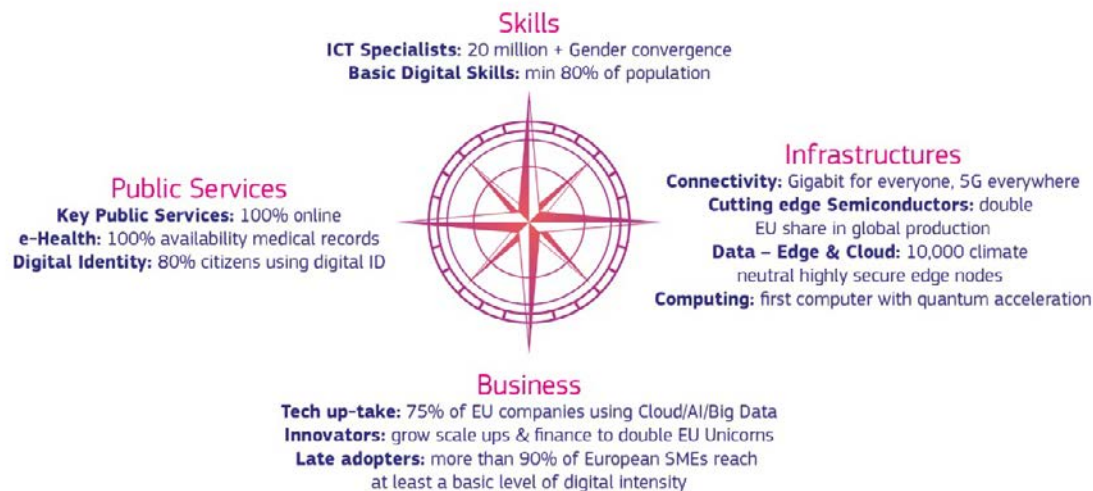 Skills
ICT Specialists: 20 million + Gender convergence
Basic Digital Skills: min 80% of population
Public Services
Key Public Services: 100% online
e-Health: 100% availability medical records
Digital Identity: 80% citizens using digital ID
Infrastructures
Connectivity: Gigabit for everyone, 5G everywhere
Cutting edge Semiconductors: double
EU share in global production
Data – Edge & Cloud: 10,000 climate
neutral highly secure edge nodes
Computing: first computer with quantum acceleration
Business
Tech up-take: 75% of EU companies using Cloud/AI/Big Data
Innovators: grow scale ups & finance to double EU Unicorns
Late adopters: more than 90% of European SMEs reach
at least a basic level of digital intensity